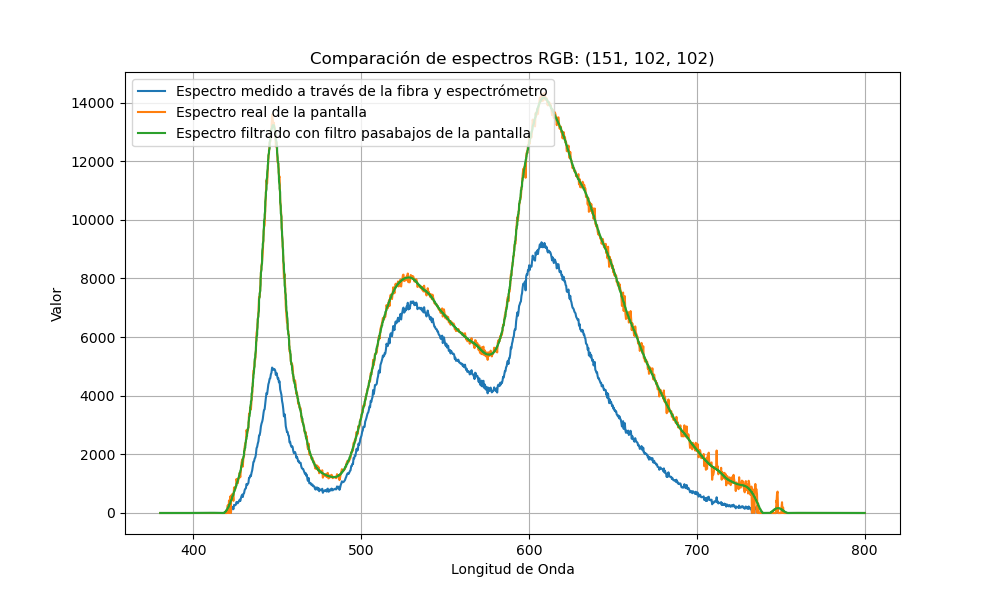 Comparación de espectros RGB: (151, 102, 102)
Espectro medido a través de la fibra y espectrómetro
Espectro real de la pantalla
Espectro filtrado con filtro pasabajos de la pantalla
Valor
14000
12000
10000
8000
6000
4000
2000
0
400 500 600 700 800
Longitud de Onda